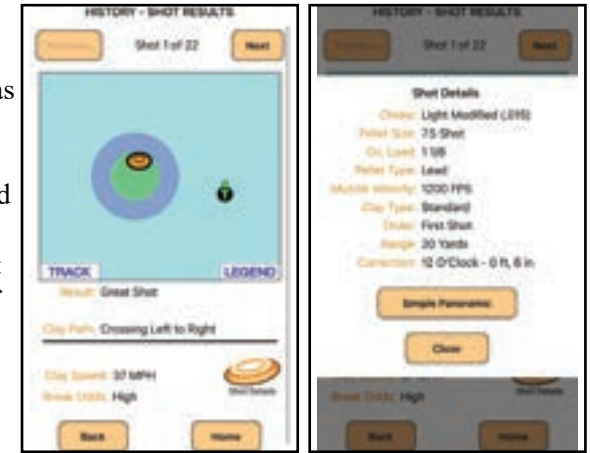 as
d
HISTORY - SHOT RESULTS
Shot 1 of 22
Next
TRACK
LEGEND
Result: Great Shot
Clay Path: Crossing Left to Right
Clay Speed: 37 MPH
Break Odds: High
Shot Details
Back
Home
HISTORY - SHOT RESULTS
Shot 1 of 22
Next
Shot Details
Choke: Light Modified (.015)
Pellet Size: 7.5 Shot
Oz. Load: 1 1/8
Pellet Type: Lead
Muzzle Velocity: 1200 FPS
Clay Type: Standard
Order: First Shot
Range: 20 Yards
Correction: 12 O'Clock - 0 ft, 6 in
Simple Panoramic
Close
Break Odds: High
Shot Details
Back
Home